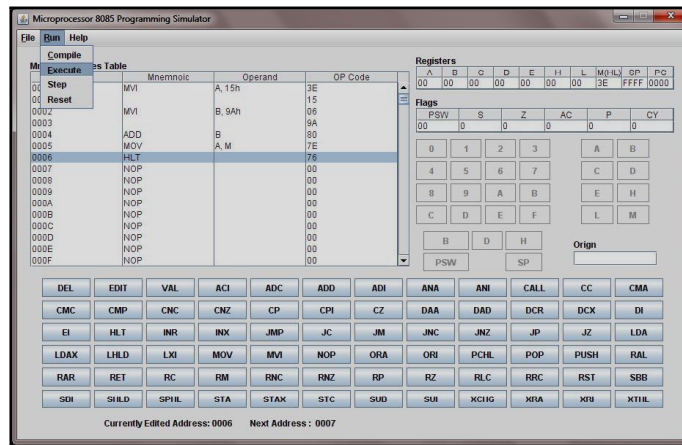 Microprocessor 8085 Programming Simulator
File Run Help
Compile
Execute
Step
Reset
es Table
Mnemnoic Operand OP Code
MVI A, 15h 3E
15
0002 MVI B, 9Ah 06
0003 9A
0004 ADD B 80
0005 MOV A, M 7E
0006 HLT 76
0007 NOP 00
0008 NOP 00
0009 NOP 00
000A NOP 00
000B NOP 00
000C NOP 00
000D NOP 00
000E NOP 00
000F NOP 00
Registers
A B C D E H L M(HL) SP PC
00 00 00 00 00 00 00 3E FFFF 0000
Flags
PSW S Z AC P CY
00 0 0 0 0 0
0 1 2 3 A B
4 5 6 7 C D
8 9 A B E H
C D E F L M
B D H
PSW SP
Orign
DEL EDIT VAL ACI ADC ADD ADI ANA ANI CALL CC CMA
CMC CMP CNC CNZ CP CPI CZ DAA DAD DCR DCX DI
EI HLT INR INX JMP JC JM JNC JNZ JP JZ LDA
LDAX LHLD LXI MOV MVI NOP ORA ORI PCHL POP PUSH RAL
RAR RET RC RM RNC RNZ RP RZ RLC RRC RST SBB
SDI SHLD SPHL STA STAX STC SUD SUI XCHG XRA XRI XTHL
Currently Edited Address: 0006 Next Address : 0007